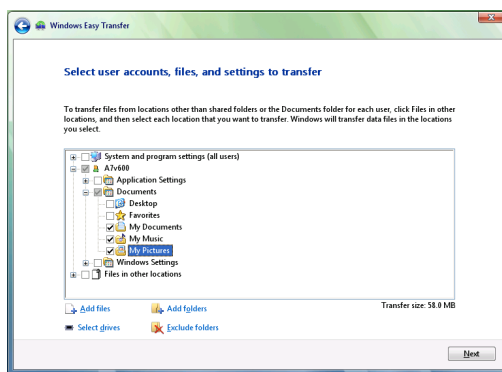 Windows Easy Transfer
Select user accounts, files, and settings to transfer
To transfer files from locations other than shared folders or the Documents folder for each user, click Files in other
locations, and then select each location that you want to transfer. Windows will transfer data files in the locations
you select.
System and program settings (all users)
A7v600
Application Settings
Documents
Desktop
Favorites
My Documents
My Music
My Pictures
Windows Settings
Files in other locations
Add files
Add folders
Transfer size: 58.0 MB
Select drives
Exclude folders
Next